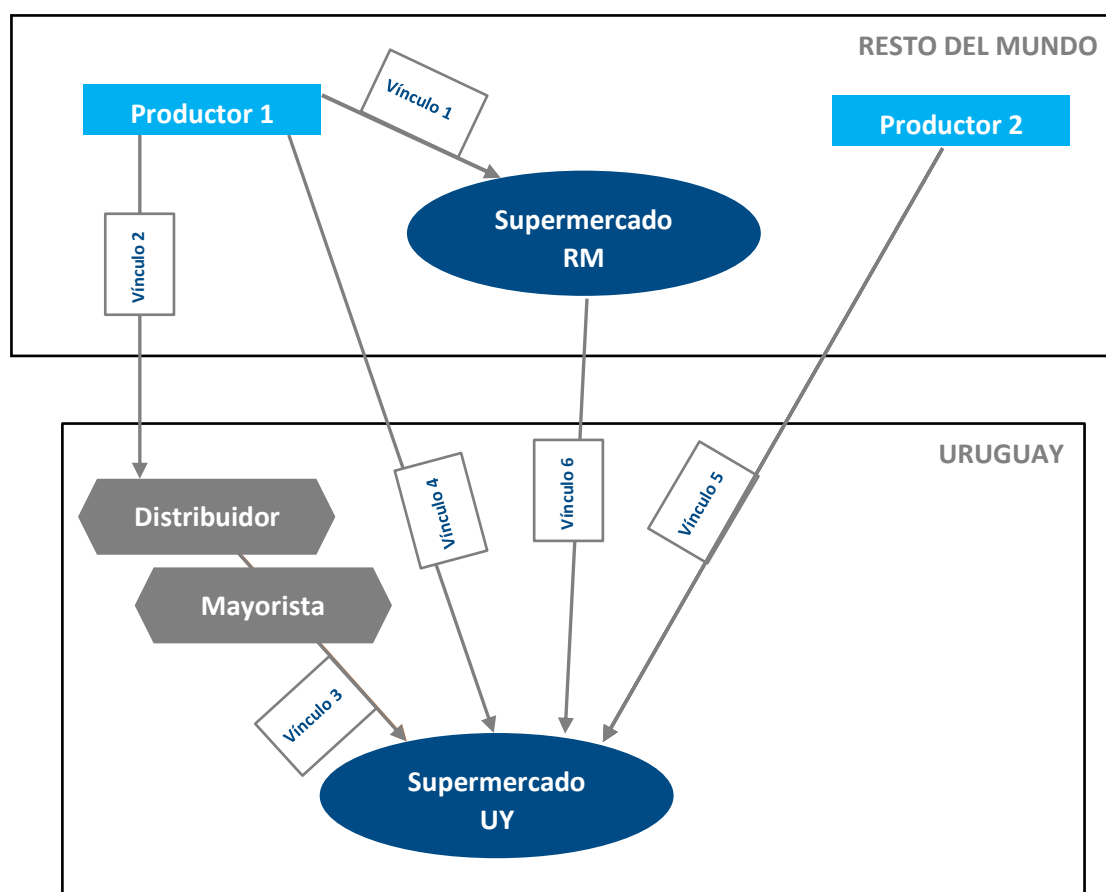 RESTO DEL MUNDO
Vínculo 1
Productor 1
Productor 2
Supermercado
RM
Vínculo 2
URUGUAY
Vínculo 6
Vínculo 5
Vínculo 4
Distribuidor
Mayorista
Vínculo 3
Supermercado
UY